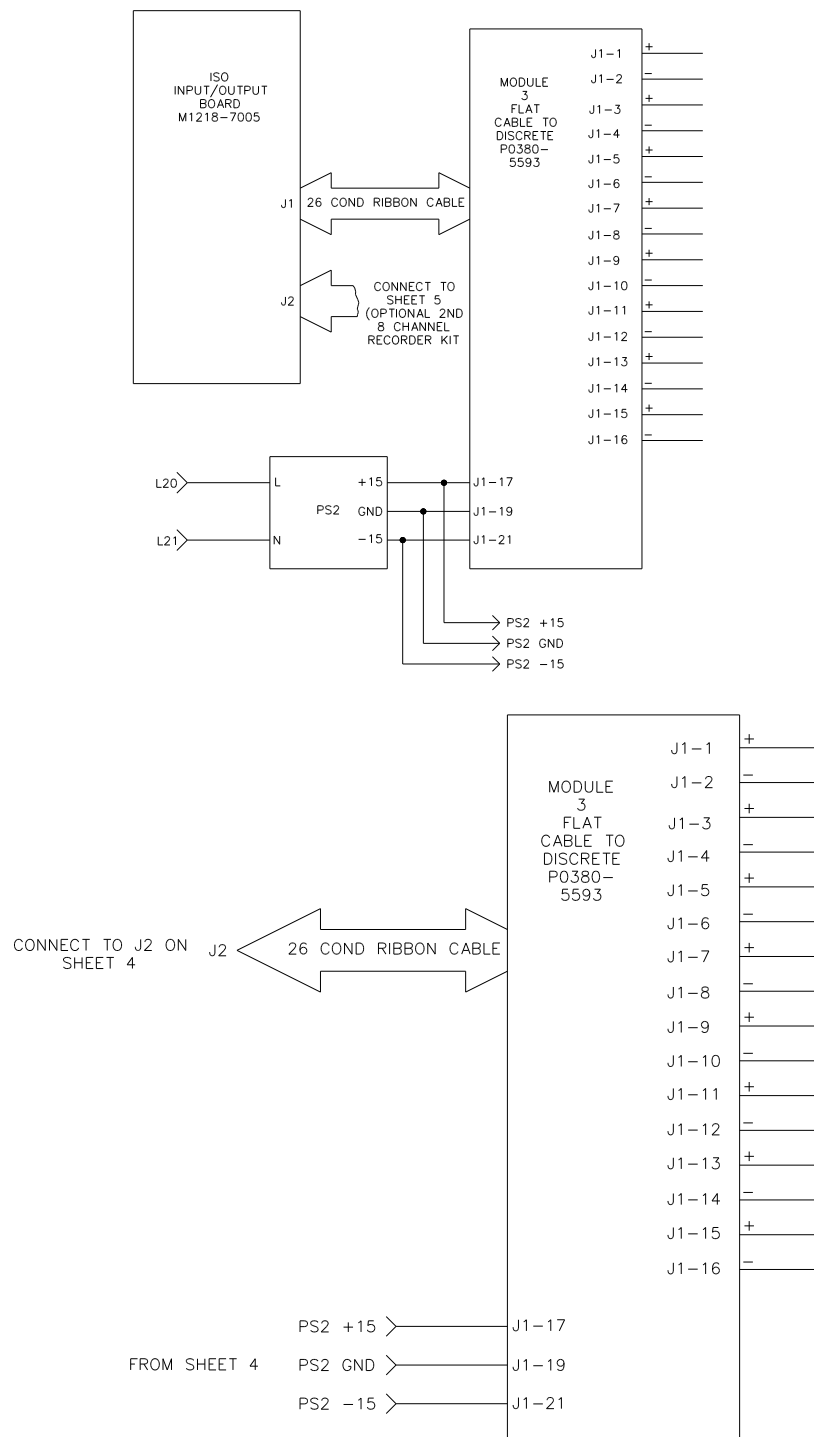 ISO
INPUT/OUTPUT
BOARD
M1218-7005
J1
26 COND RIBBON CABLE
J2
CONNECT TO
SHEET 5
(OPTIONAL 2ND
8 CHANNEL
RECORDER KIT
MODULE
3
FLAT
CABLE TO
DISCRETE
P0380-
5593
J1-1 +
J1-2 -
J1-3 +
J1-4 -
J1-5 +
J1-6 -
J1-7 +
J1-8 -
J1-9 +
J1-10 -
J1-11 +
J1-12 -
J1-13 +
J1-14 -
J1-15 +
J1-16 -
L20 L PS2 +15 J1-17
GND J1-19
L21 N -15 J1-21
PS2 +15
PS2 GND
PS2 -15
MODULE
3
FLAT
CABLE TO
DISCRETE
P0380-
5593
J1-1 +
J1-2 -
J1-3 +
J1-4 -
J1-5 +
J1-6 -
J1-7 +
J1-8 -
J1-9 +
J1-10 -
J1-11 +
J1-12 -
J1-13 +
J1-14 -
J1-15 +
J1-16 -
CONNECT TO J2 ON
SHEET 4
J2
26 COND RIBBON CABLE
PS2 +15 J1-17
FROM SHEET 4 PS2 GND J1-19
PS2 -15 J1-21